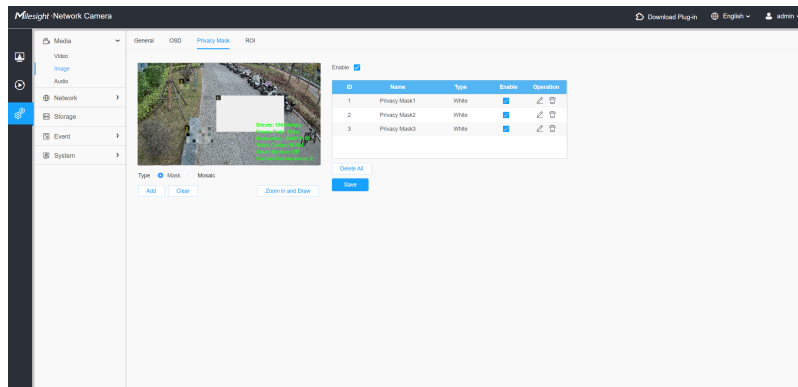 Milesight Network Camera
Download Plug-in
English
admin
Media
Video
Image
Audio
Network
Storage
Event
System
General OSD Privacy Mask ROI
Enable
ID Name Type Enable Operation
1 Privacy Mask1 White
2 Privacy Mask2 White
3 Privacy Mask3 White
Type Mask Mosaic
Add Clear Zoom in and Draw
Delete All
Save